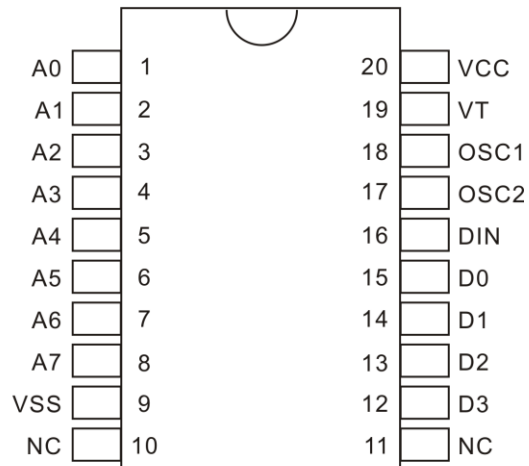 A0 1 20 VCC
A1 2 19 VT
A2 3 18 OSC1
A3 4 17 OSC2
A4 5 16 DIN
A5 6 15 D0
A6 7 14 D1
A7 8 13 D2
VSS 9 12 D3
NC 10 11 NC